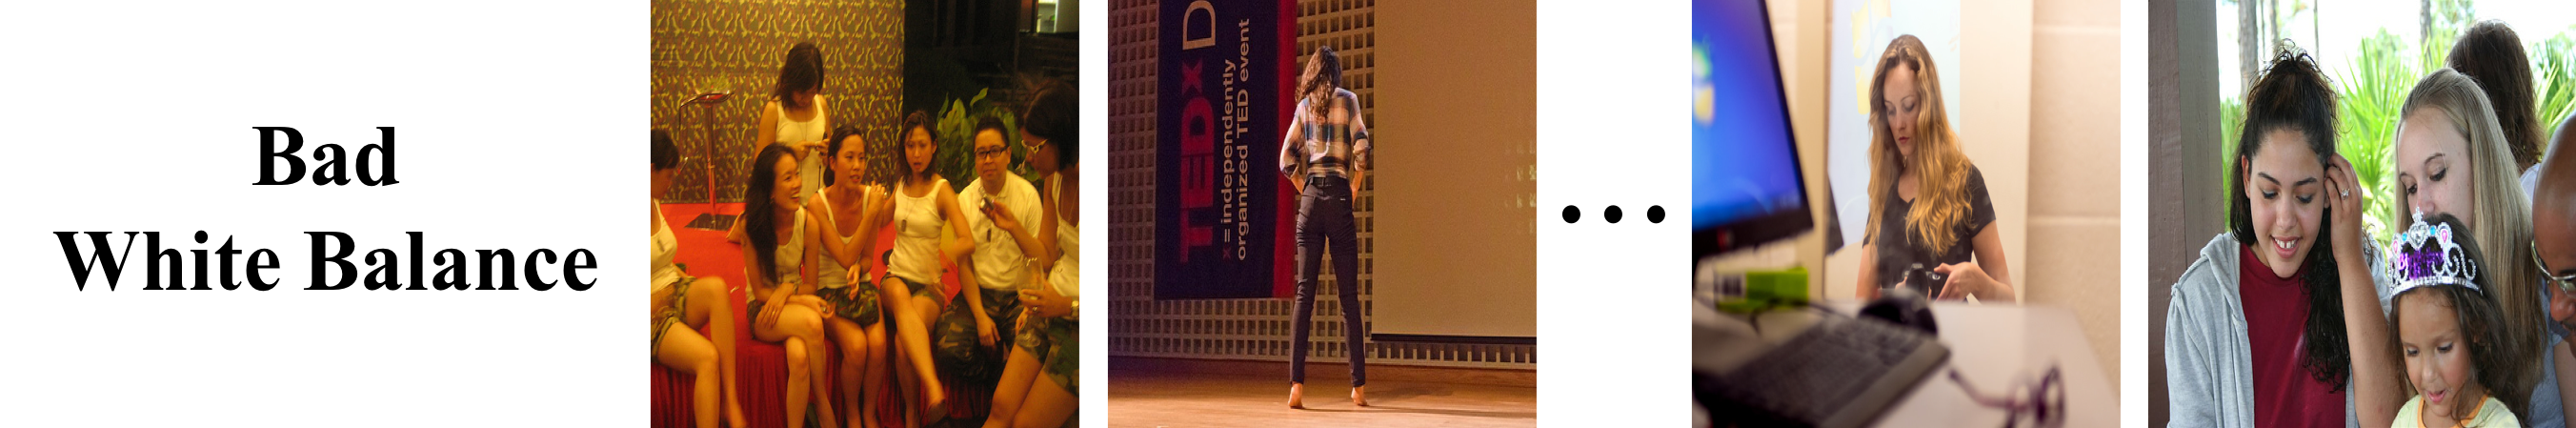 Bad
White Balance
TEDxD
x = independently
organized TED event